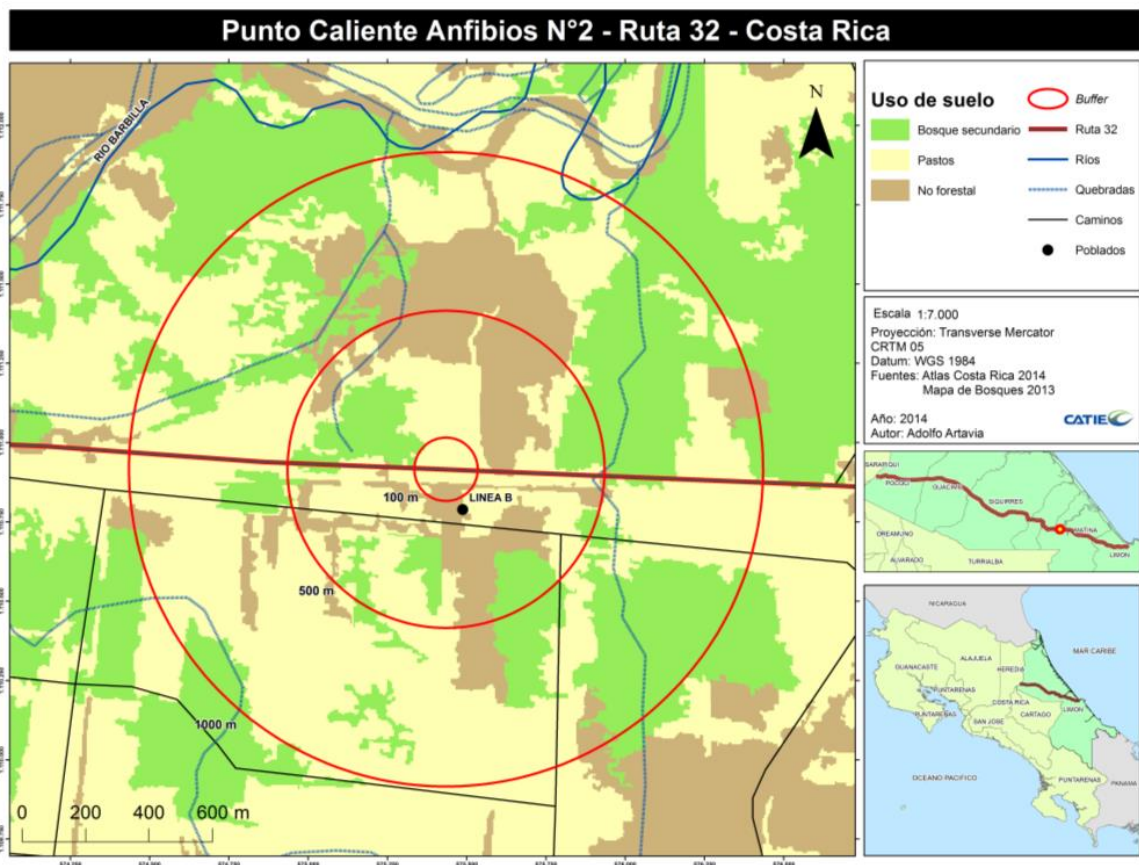 Punto Caliente Anfibios N°2 - Ruta 32 - Costa Rica
RIO BARBILLA
N
100 m
LINEA B
500 m
1000 m
0 200 400 600 m
Uso de suelo
Bosque secundario
Pastos
No forestal
Buffer
Ruta 32
Ríos
Quebradas
Caminos
Poblados
Escala 1:7.000
Proyección: Transverse Mercator
CRTM 05
Datum: WGS 1984
Fuentes: Atlas Costa Rica 2014
Mapa de Bosques 2013
Año: 2014
Autor: Adolfo Artavia
CATIE
SARAPIQUI
POCOCI
GUACIMO
SIQUIRRES
MATINA
LIMON
OREAMUNO
ALVARADO
TURRIALBA
NICARAGUA
MAR CARIBE
GUANACASTE
ALAJUELA
HEREDIA
PUNTARENAS
COSTA RICA
LIMON
CARTAGO
PUNTARENAS
SAN JOSE
OCEANO PACIFICO
PUNTARENAS
PANAMA